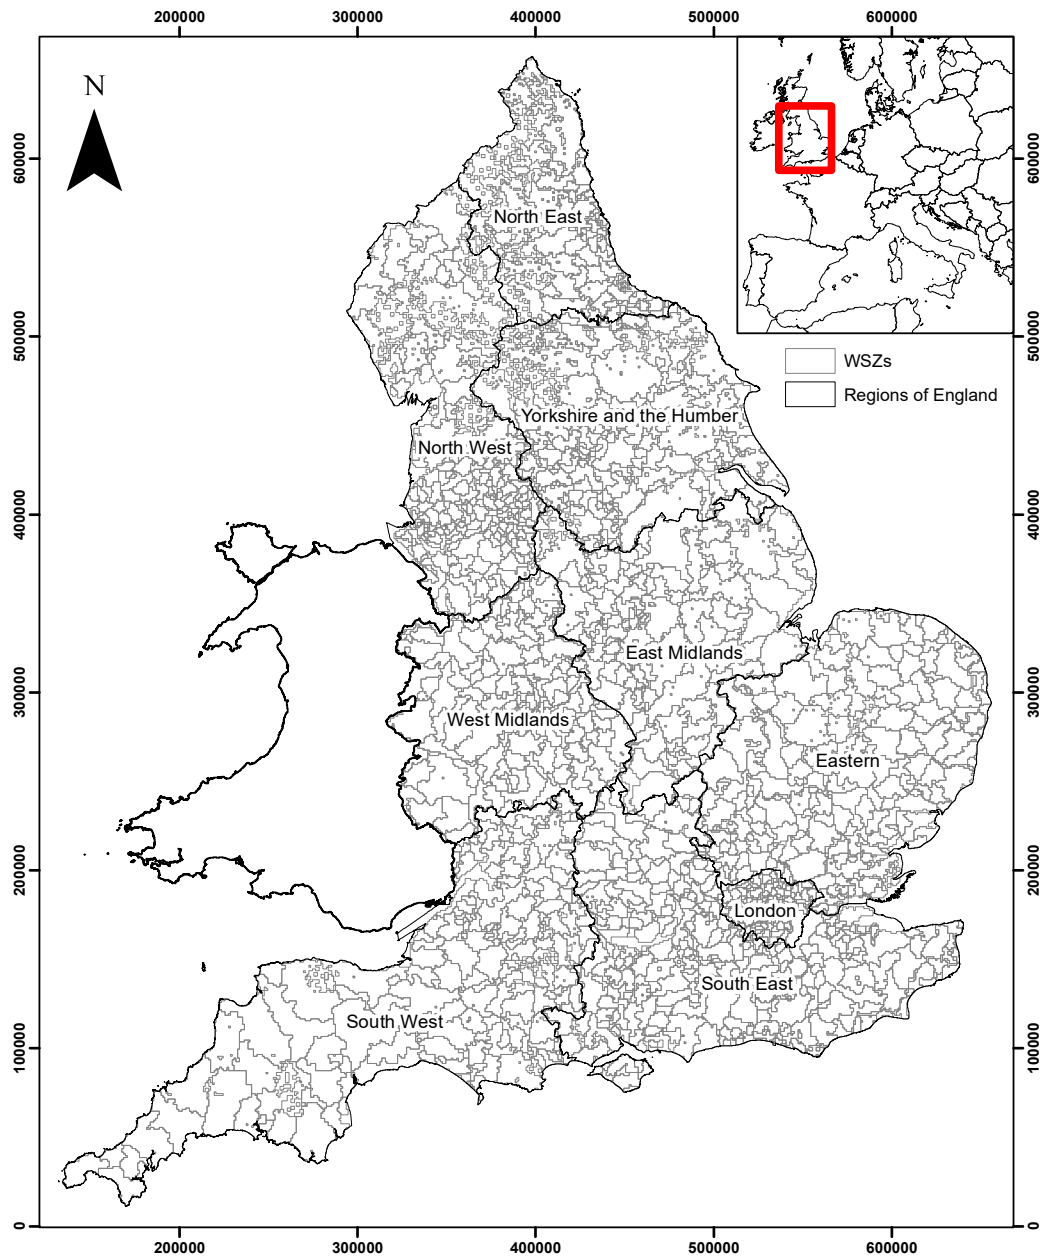 200000 300000 400000 500000 600000
N
600000
600000
North East
500000
500000
WSZs
Regions of England
Yorkshire and the Humber
North West
400000
400000
East Midlands
300000
300000
West Midlands
Eastern
200000
200000
London
South East
South West
100000
100000
0
0
200000 300000 400000 500000 600000